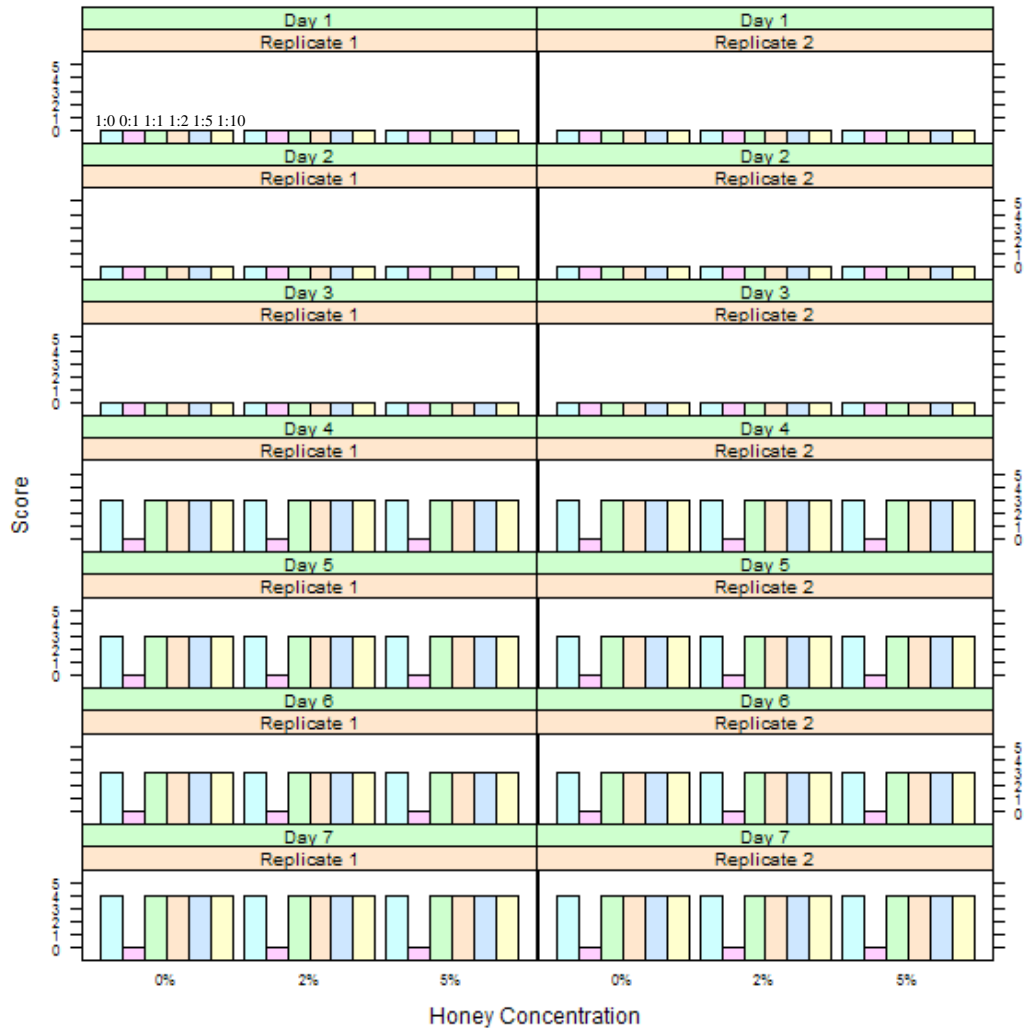 Day 1 Day 1
Replicate 1 Replicate 2
5
4
3
2
1
0
1:0 0:1 1:1 1:2 1:5 1:10
Day 2 Day 2
Replicate 1 Replicate 2
5
4
3
2
1
0
Day 3 Day 3
Replicate 1 Replicate 2
5
4
3
2
1
0
Day 4 Day 4
Replicate 1 Replicate 2
5
4
3
2
1
0
Score
Day 5 Day 5
Replicate 1 Replicate 2
5
4
3
2
1
0
Day 6 Day 6
Replicate 1 Replicate 2
5
4
3
2
1
0
Day 7 Day 7
Replicate 1 Replicate 2
5
4
3
2
1
0
0% 2% 5% 0% 2% 5%
Honey Concentration